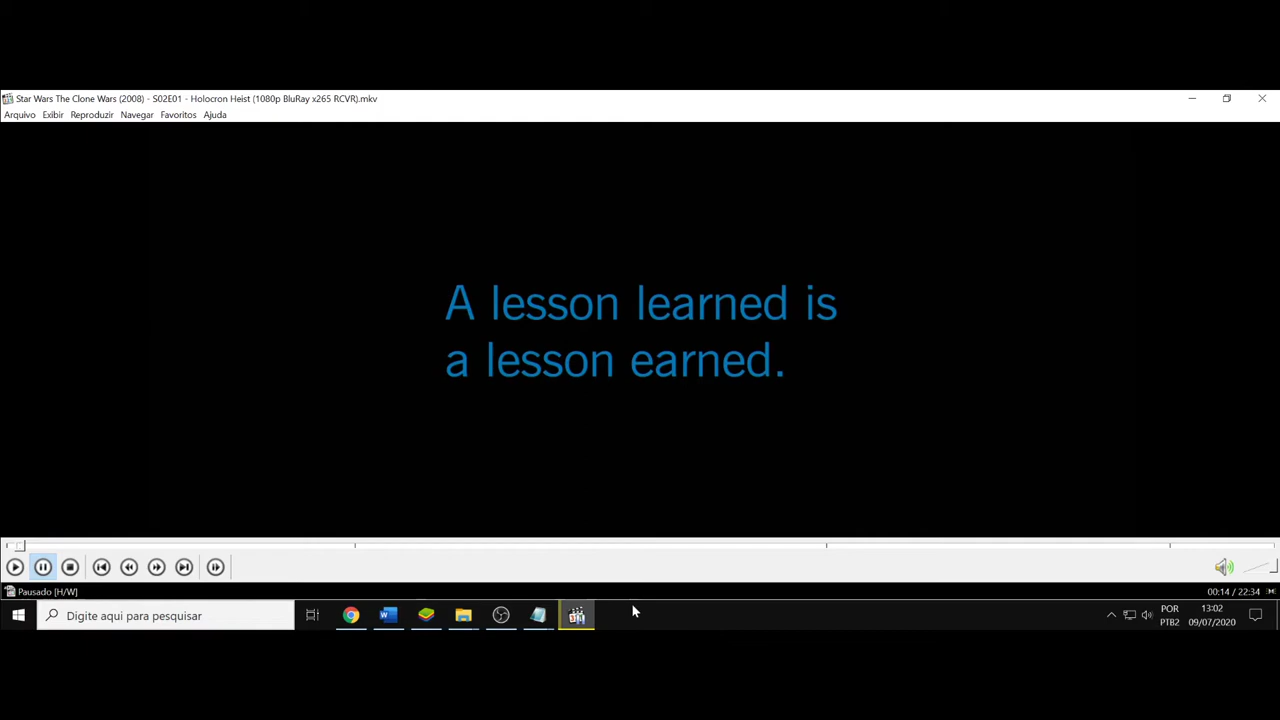 Star Wars The Clone Wars (2008) - S02E01 - Holocron Heist (1080p BluRay x265 RCVR).mkv
Arquivo Exibir Reproduzir Navegar Favoritos Ajuda
A lesson learned is
a lesson earned.
Pausado [H/W]
00:14 / 22:34
Digite aqui para pesquisar
POR
PTB2
13:02
09/07/2020